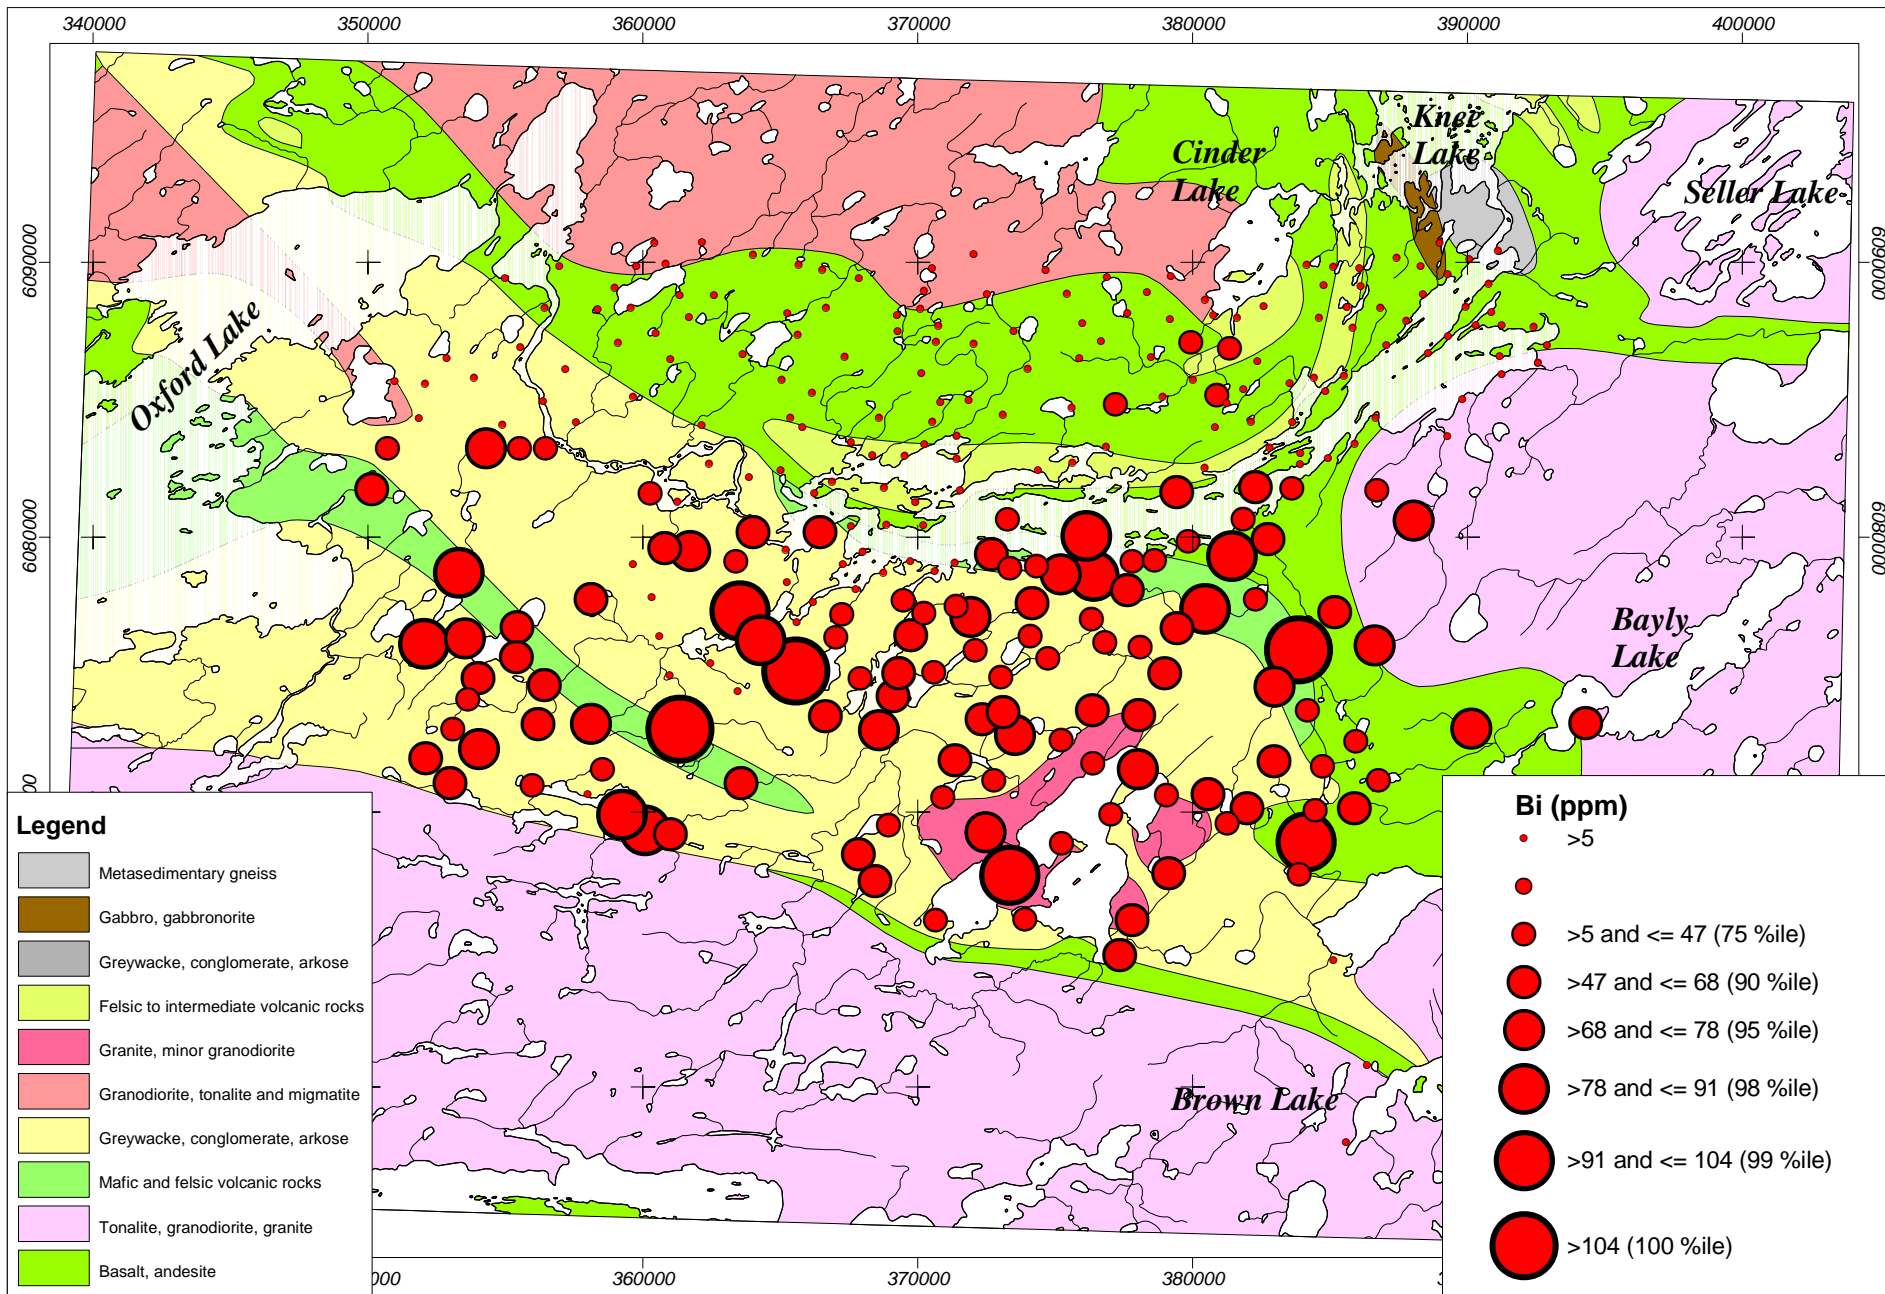 340000 350000 360000 370000 380000 390000 400000
Knee
Lake
Cinder
Lake
Seller Lake
6090000
6090000
Oxford Lake
6080000
6080000
Bayly
Lake
Brown Lake
Legend
Metasedimentary gneiss
Gabbro, gabbronorite
Greywacke, conglomerate, arkose
Felsic to intermediate volcanic rocks
Granite, minor granodiorite
Granodiorite, tonalite and migmatite
Greywacke, conglomerate, arkose
Mafic and felsic volcanic rocks
Tonalite, granodiorite, granite
Basalt, andesite
Bi (ppm)
>5
>5 and <= 47 (75 %ile)
>47 and <= 68 (90 %ile)
>68 and <= 78 (95 %ile)
>78 and <= 91 (98 %ile)
>91 and <= 104 (99 %ile)
>104 (100 %ile)
360000 370000 380000